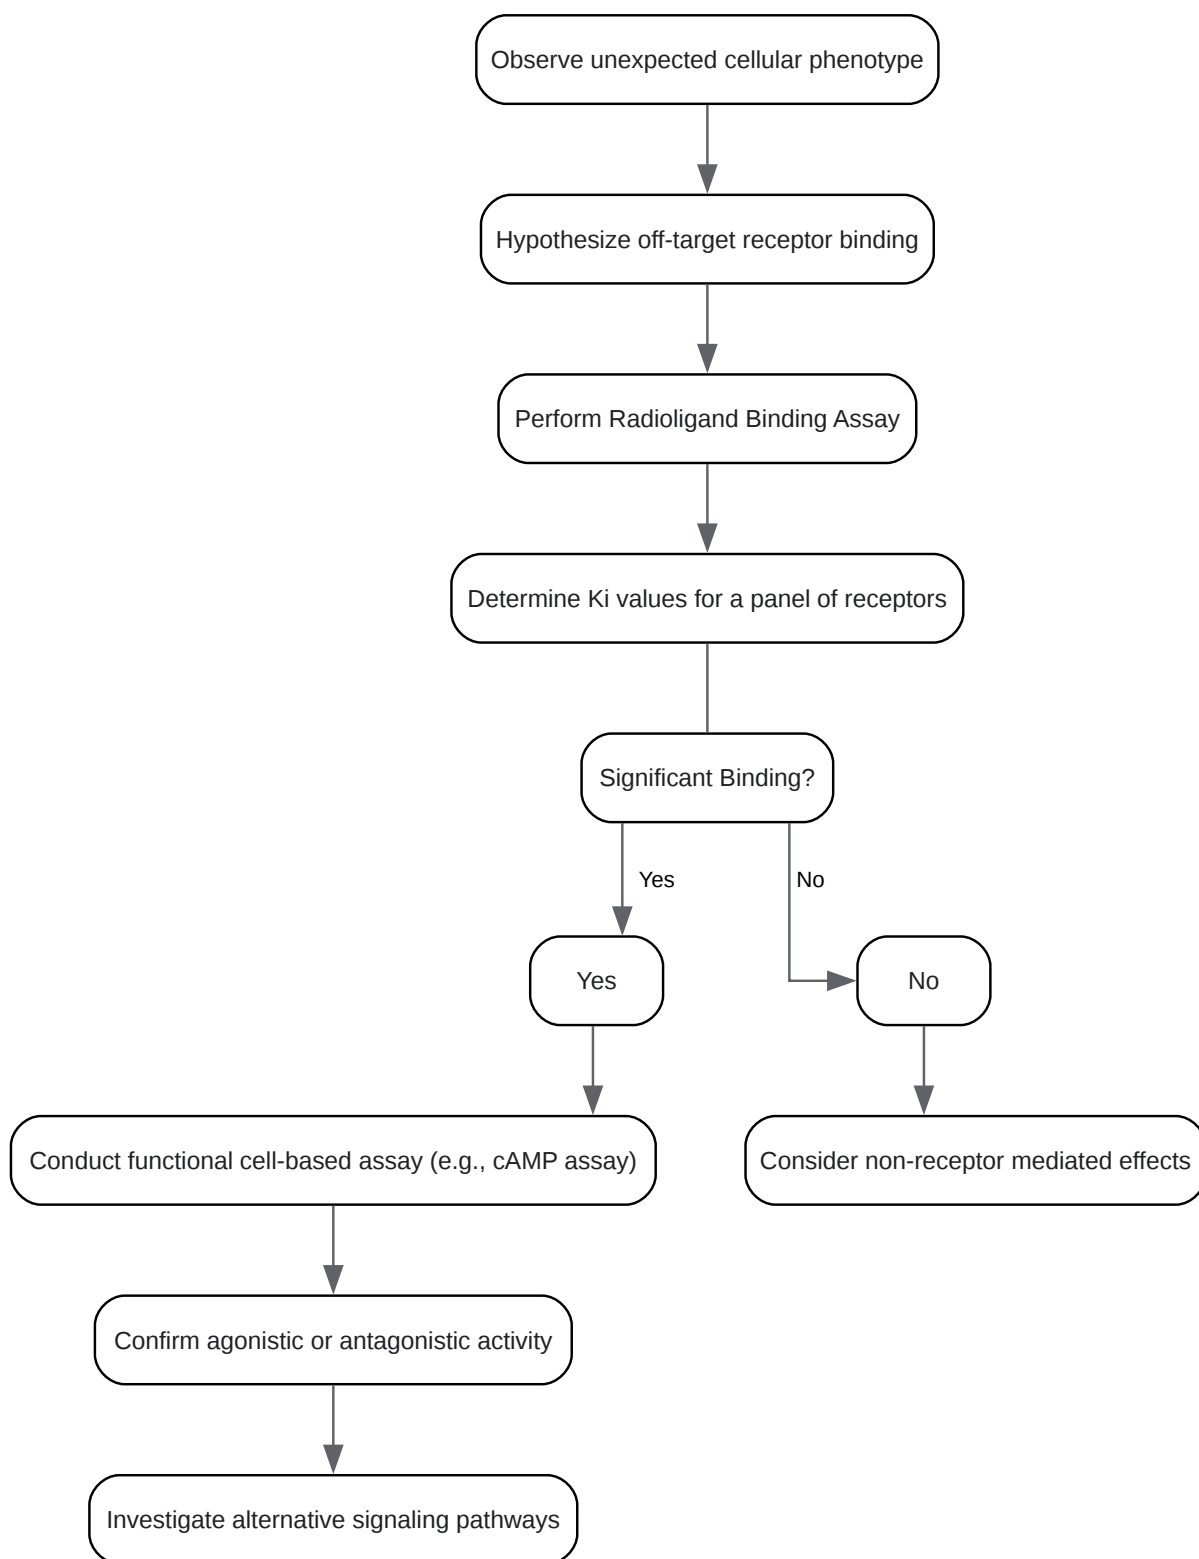 Observe unexpected cellular phenotype
Hypothesize off-target receptor binding
Perform Radioligand Binding Assay
Determine Ki values for a panel of receptors
Significant Binding?
Yes
No
Yes
No
Conduct functional cell-based assay (e.g., cAMP assay)
Consider non-receptor mediated effects
Confirm agonistic or antagonistic activity
Investigate alternative signaling pathways